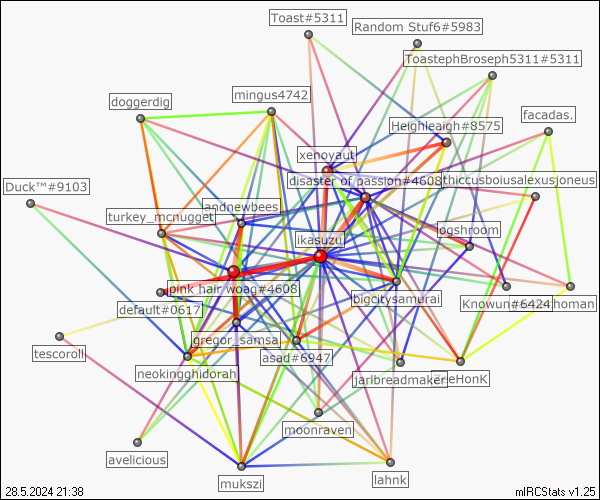 Toast#5311
Random Stuf6#5983
ToastephBroseph5311#5311
mingus4742
doggerdig
facadas.
Heighleaigh#8575
xenoyaut
disaster of passion#4608
thiccusboiusalexusjoneus
Duck™#9103
andnewbees
turkey_mcnugget
logshroom
ikasuzu
pink hair woag#4608
default#0617
bigcitysamurai
Knowun#6424
homan
gregor_samsa
tescoroll
asad#6947
neokingghidorah
jarlbreadmaker
eeHonK
moonraven
avelicious
lahnk
mukszi
28.5.2024 21:38
mIRCStats v1.25